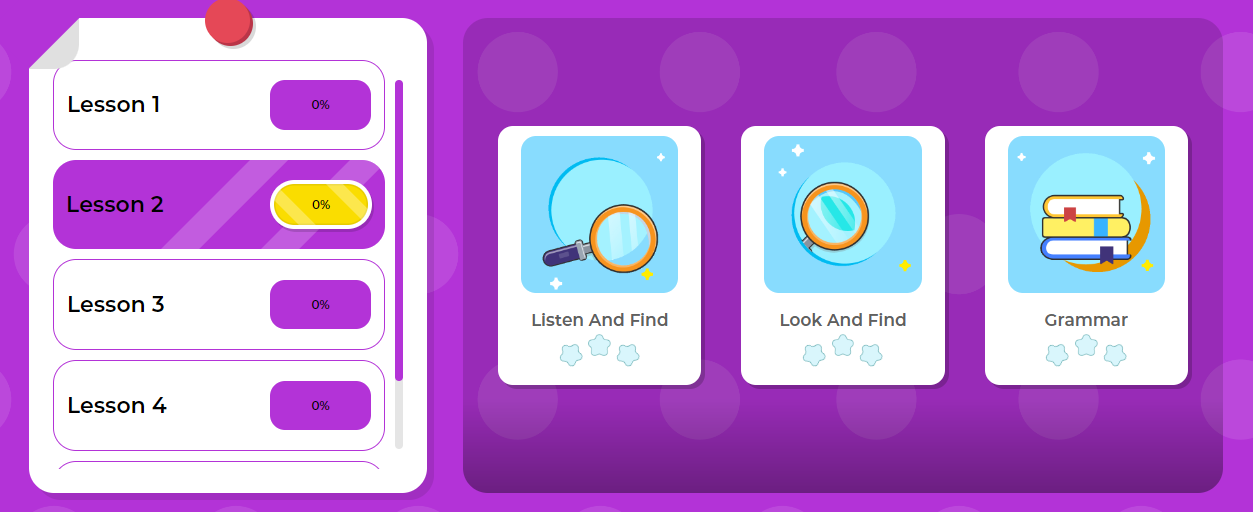 Lesson 1
0%
Lesson 2
0%
Lesson 3
0%
Lesson 4
0%
Listen And Find
Look And Find
Grammar